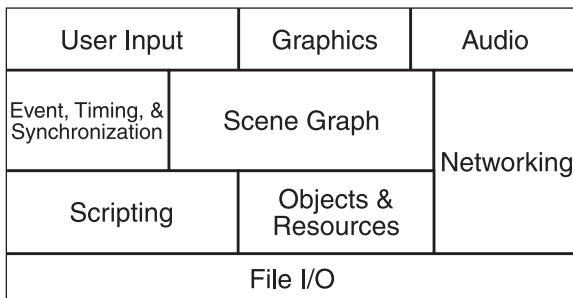 User Input
Graphics
Audio
Event, Timing, &
Synchronization
Scene Graph
Networking
Scripting
Objects &
Resources
File I/O